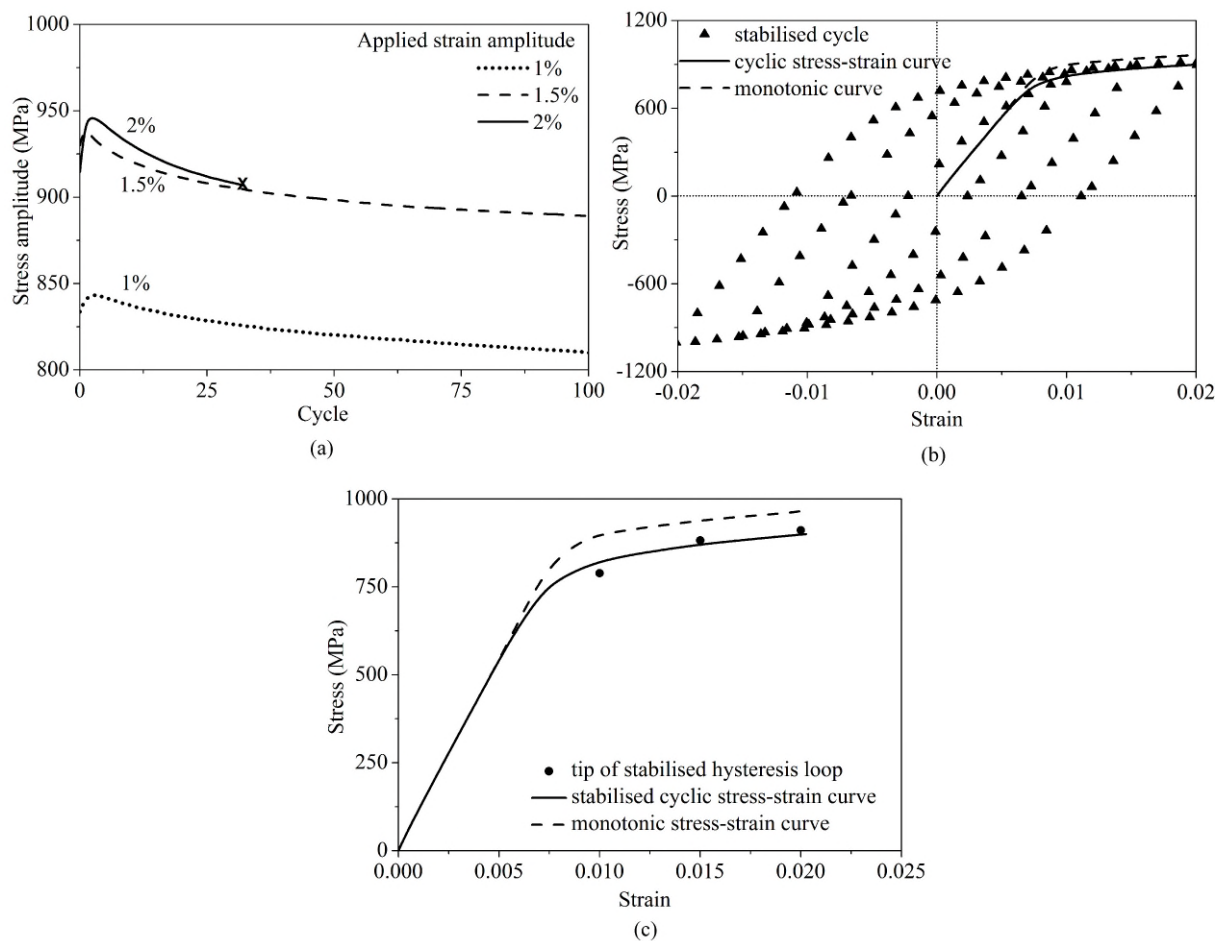 1000
950
900
850
800
Stress amplitude (MPa)
Applied strain amplitude
1%
1.5%
2%
2%
1.5%
x
1%
0
25
50
75
100
Cycle
(a)
1200
600
0
-600
-1200
Stress (MPa)
stabilised cycle
cyclic stress-strain curve
monotonic curve
-0.02
-0.01
0.00
0.01
0.02
Strain
(b)
1000
750
500
250
0
Stress (MPa)
tip of stabilised hysteresis loop
stabilised cyclic stress-strain curve
monotonic stress-strain curve
0.000
0.005
0.010
0.015
0.020
0.025
Strain
(c)